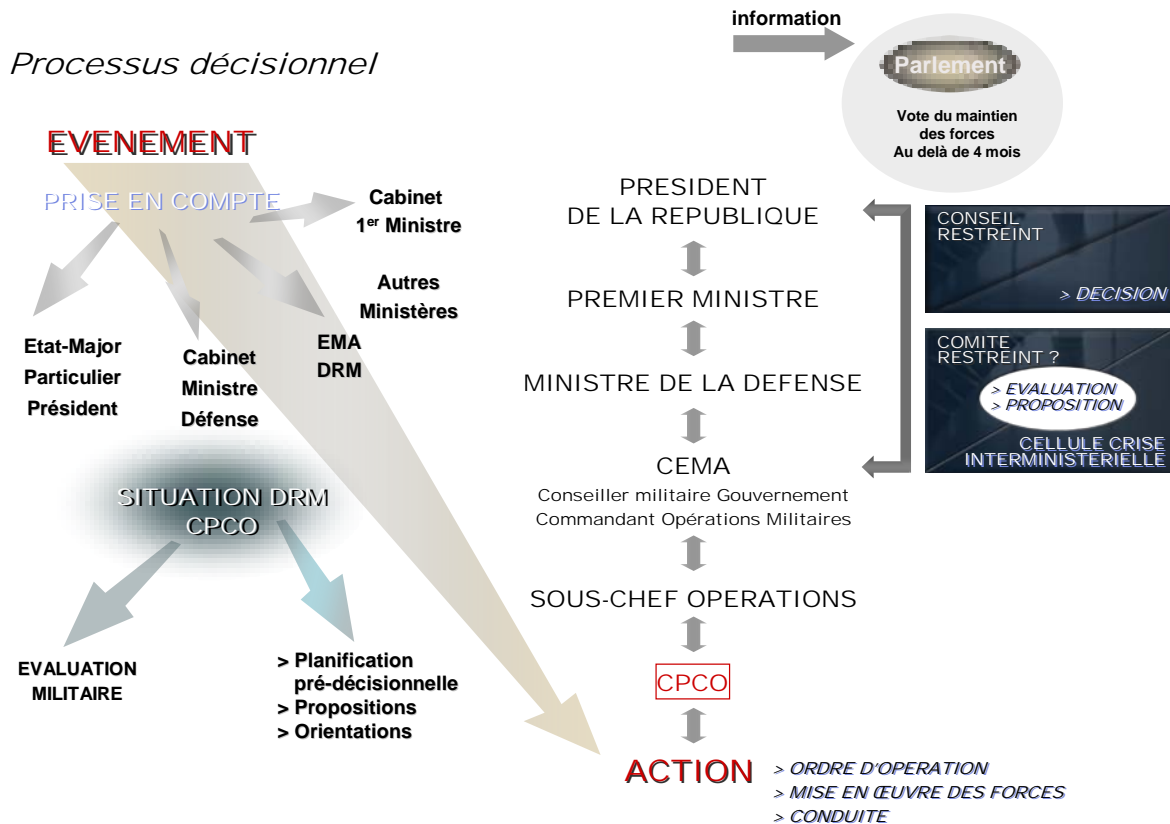 Processus décisionnel
EVENEMENT
PRISE EN COMPTE
Cabinet
1er Ministre
Autres
Ministères
EMA
DRM
Cabinet
Ministre
Défense
Etat-Major
Particulier
Président
SITUATION DRM
CPCO
EVALUATION
MILITAIRE
> Planification
pré-décisionnelle
> Propositions
> Orientations
information
Parlement
Vote du maintien
des forces
Au delà de 4 mois
PRESIDENT
DE LA REPUBLIQUE
PREMIER MINISTRE
MINISTRE DE LA DEFENSE
CEMA
Conseiller militaire Gouvernement
Commandant Opérations Militaires
SOUS-CHEF OPERATIONS
CPCO
ACTION
> ORDRE D'OPERATION
> MISE EN ŒUVRE DES FORCES
> CONDUITE
CONSEIL
RESTREINT
> DECISION
COMITE
RESTREINT ?
> EVALUATION
> PROPOSITION
CELLULE CRISE
INTERMINISTERIELLE